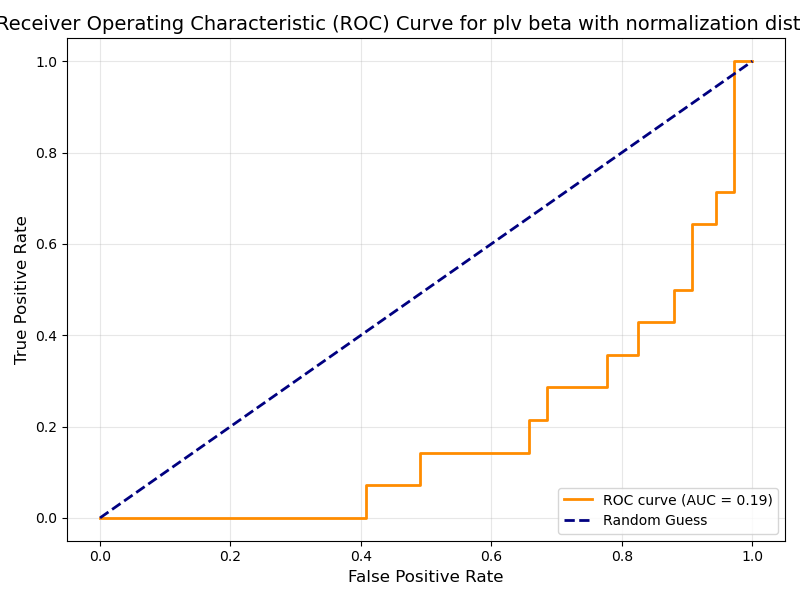 Receiver Operating Characteristic (ROC) Curve for plv beta with normalization dist
True Positive Rate
1.0
0.8
0.6
0.4
0.2
0.0
0.0 0.2 0.4 0.6 0.8 1.0
False Positive Rate
ROC curve (AUC = 0.19)
Random Guess